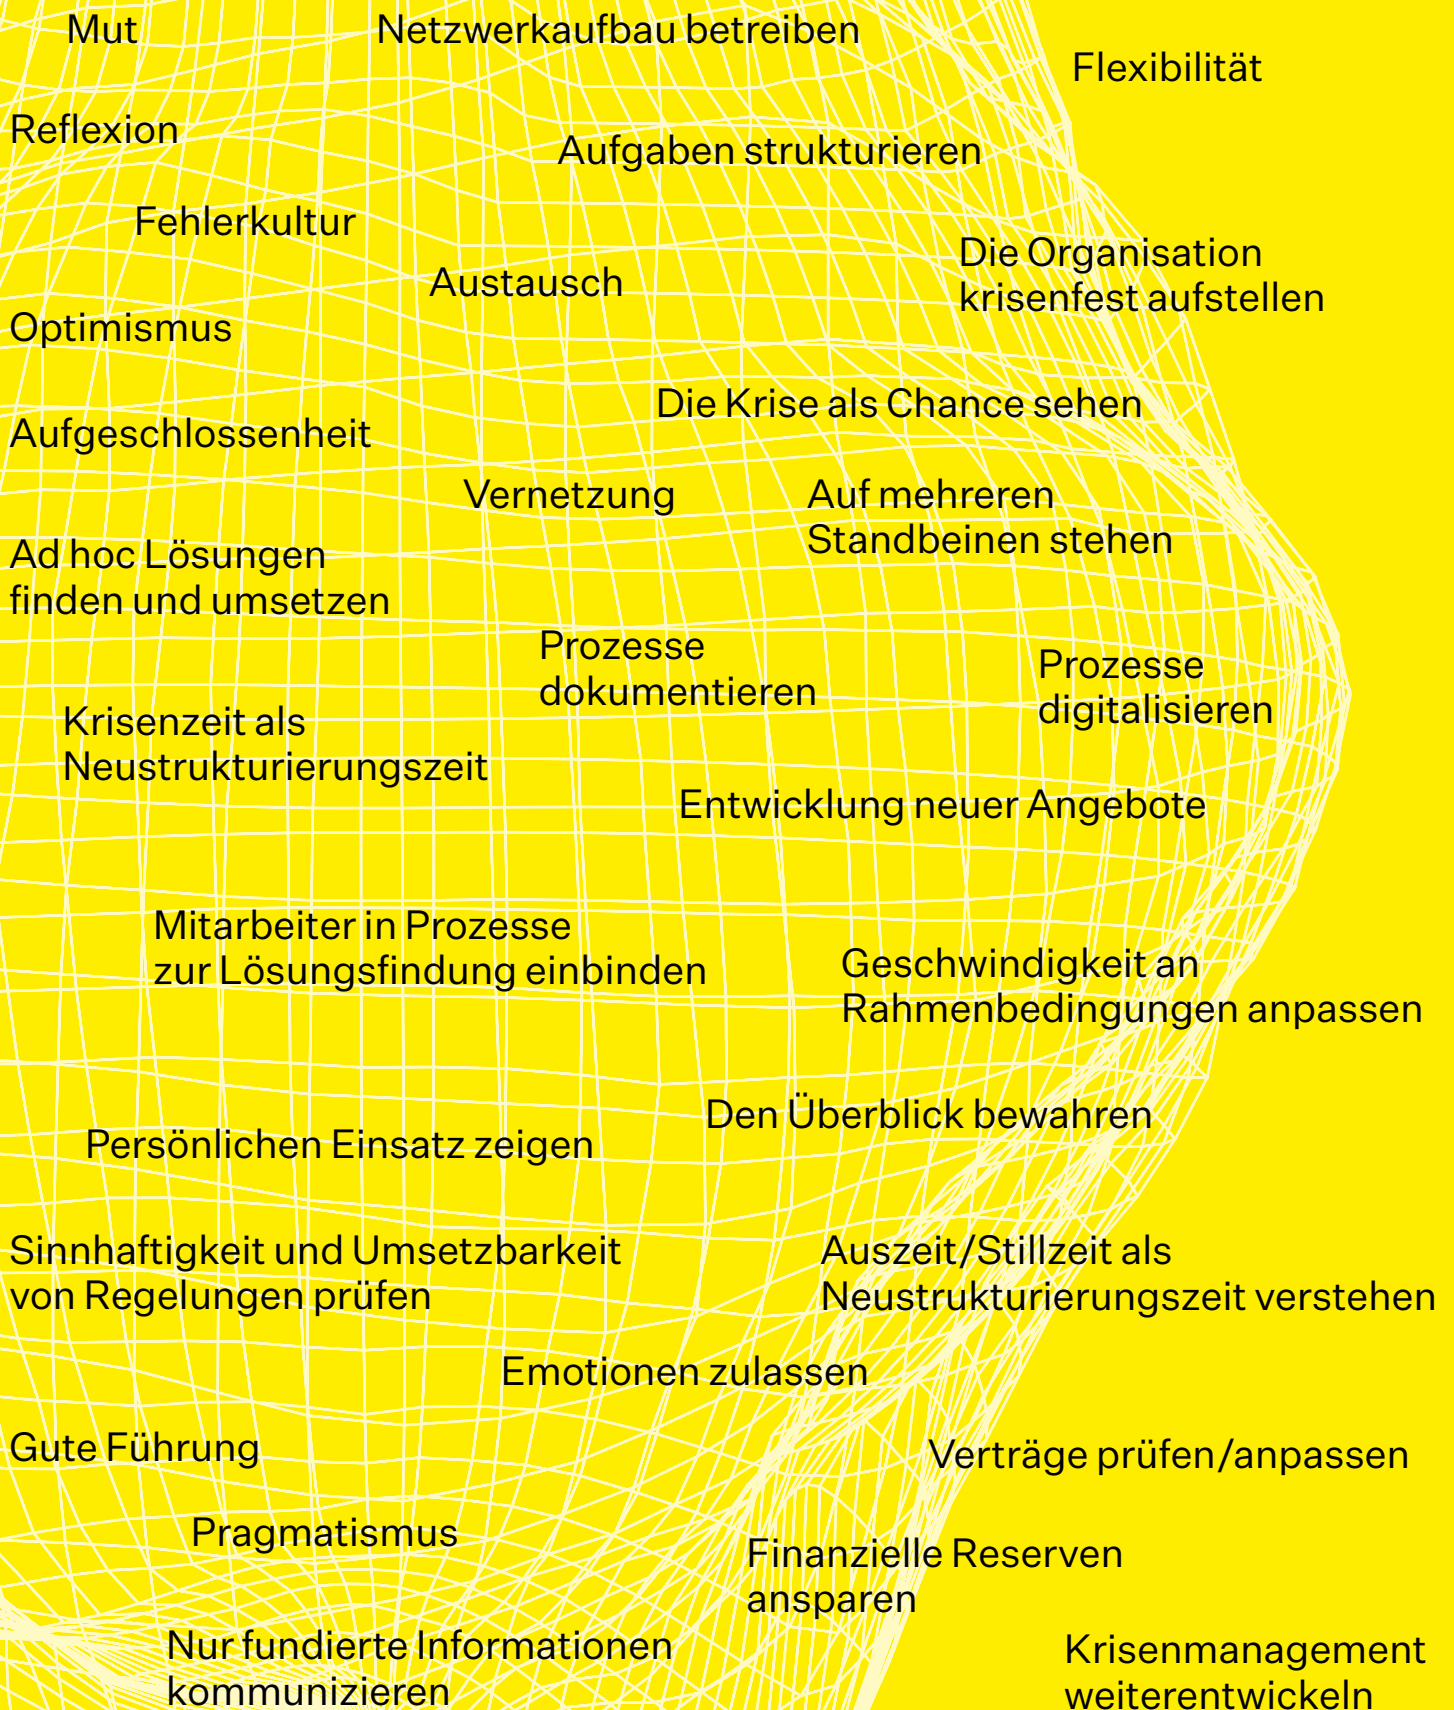 Mut
Netzwerkaufbau betreiben
Flexibilität
Reflexion
Aufgaben strukturieren
Fehlerkultur
Die Organisation
krisenfest aufstellen
Austausch
Optimismus
Die Krise als Chance sehen
Aufgeschlossenheit
Vernetzung
Auf mehreren
Standbeinen stehen
Ad hoc Lösungen
finden und umsetzen
Prozesse
dokumentieren
Prozesse
digitalisieren
Krisenzeit als
Neustrukturierungszeit
Entwicklung neuer Angebote
Mitarbeiter in Prozesse
zur Lösungsfindung einbinden
Geschwindigkeit an
Rahmenbedingungen anpassen
Den Überblick bewahren
Persönlichen Einsatz zeigen
Sinnhaftigkeit und Umsetzbarkeit
von Regelungen prüfen
Auszeit/Stillzeit als
Neustrukturierungszeit verstehen
Emotionen zulassen
Gute Führung
Verträge prüfen/anpassen
Pragmatismus
Finanzielle Reserven
ansparen
Nur fundierte Informationen
kommunizieren
Krisenmanagement
weiterentwickeln